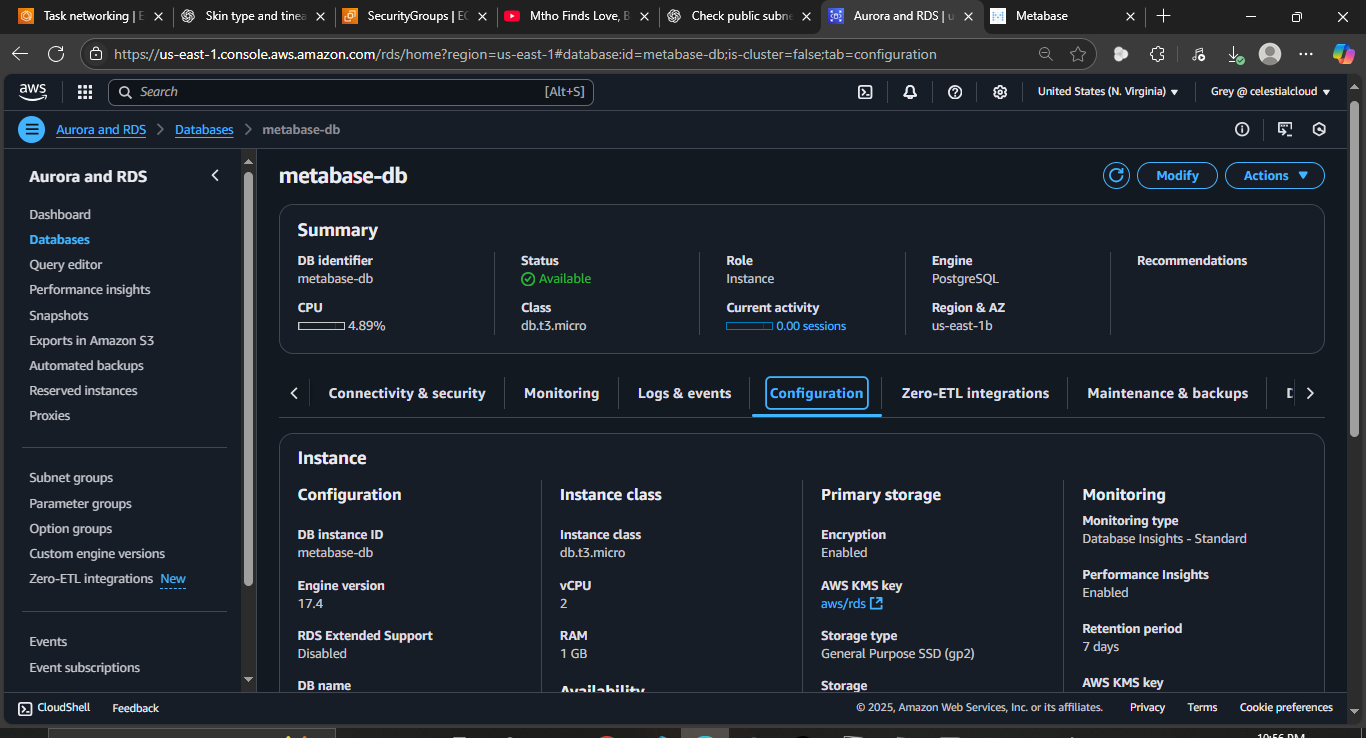 Task networking | E
Skin type and tinea
SecurityGroups | EC
Mtho Finds Love, B
Check public subne
Aurora and RDS | u
Metabase
https://us-east-1.console.aws.amazon.com/rds/home?region=us-east-1#database:id=metabase-db;is-cluster=false;tab=configuration
aws
Search
[Alt+S]
United States (N. Virginia)
Grey @ celestialcloud
Aurora and RDS > Databases > metabase-db
Aurora and RDS
Dashboard
Databases
Query editor
Performance insights
Snapshots
Exports in Amazon S3
Automated backups
Reserved instances
Proxies
Subnet groups
Parameter groups
Option groups
Custom engine versions
Zero-ETL integrations New
Events
Event subscriptions
metabase-db
Modify
Actions
Summary
DB identifier
metabase-db
CPU
4.89%
Status
Available
Class
db.t3.micro
Role
Instance
Current activity
0.00 sessions
Engine
PostgreSQL
Region & AZ
us-east-1b
Recommendations
Connectivity & security
Monitoring
Logs & events
Configuration
Zero-ETL integrations
Maintenance & backups
Instance
Configuration
DB instance ID
metabase-db
Engine version
17.4
RDS Extended Support
Disabled
DB name
Instance class
Instance class
db.t3.micro
vCPU
2
RAM
1 GB
Availability
Primary storage
Encryption
Enabled
AWS KMS key
aws/rds
Storage type
General Purpose SSD (gp2)
Storage
Monitoring
Monitoring type
Database Insights - Standard
Performance Insights
Enabled
Retention period
7 days
AWS KMS key
CloudShell
Feedback
© 2025, Amazon Web Services, Inc. or its affiliates.
Privacy
Terms
Cookie preferences
10:56 PM